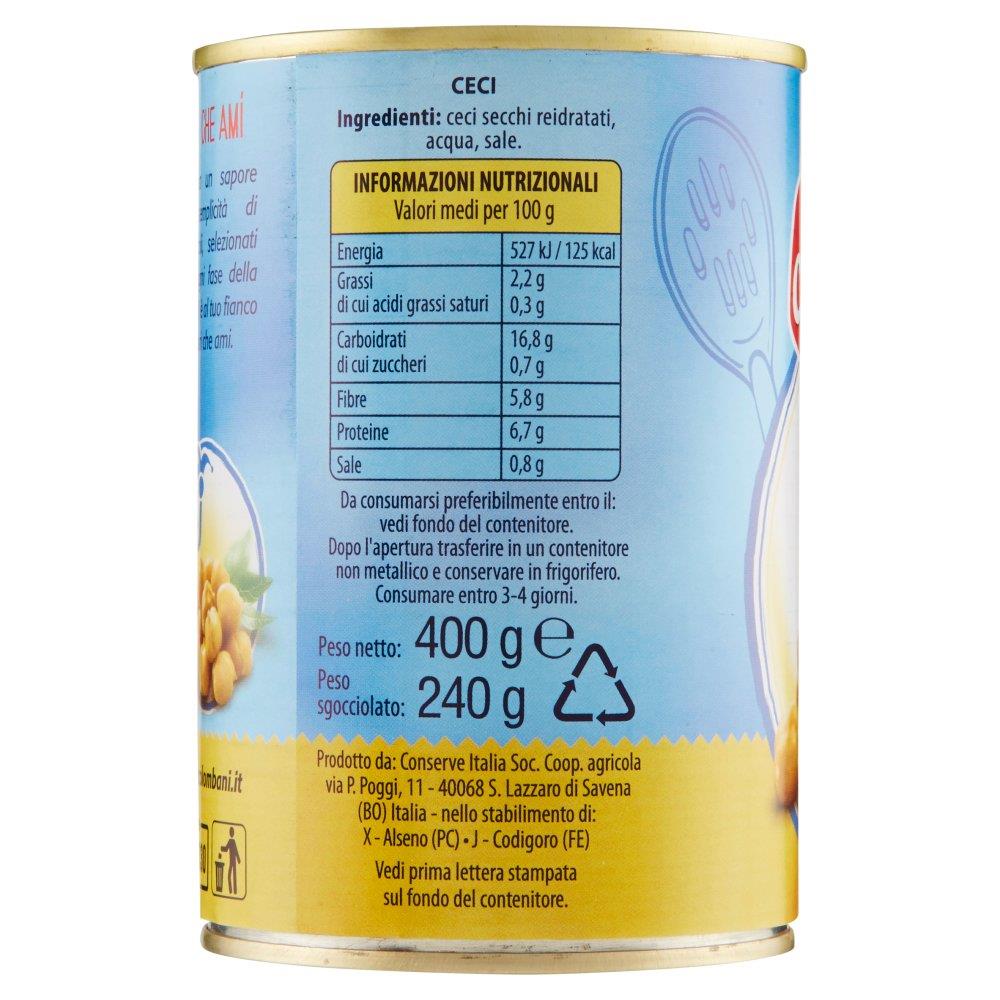 CHE AMÍ
un sapore
di
selezionati
fase della
al tuo fianco
che ami.
CECI
Ingredienti: ceci secchi reidratati,
acqua, sale.
INFORMAZIONI NUTRIZIONALI
Valori medi per 100 g
Energia 527 kJ / 125 kcal
Grassi 2,2 g
di cui acidi grassi saturi 0,3 g
Carboidrati 16,8 g
di cui zuccheri 0,7 g
Fibre 5,8 g
Proteine 6,7 g
Sale 0,8 g
Da consumarsi preferibilmente entro il:
vedi fondo del contenitore.
Dopo l'apertura trasferire in un contenitore
non metallico e conservare in frigorifero.
Consumare entro 3-4 giorni.
Peso netto: 400 g ℮
Peso
sgocciolato: 240 g
Prodotto da: Conserve Italia Soc. Coop. agricola
via P. Poggi, 11 - 40068 S. Lazzaro di Savena
(BO) Italia - nello stabilimento di:
X - Alseno (PC) • J - Codigoro (FE)
Vedi prima lettera stampata
sul fondo del contenitore.